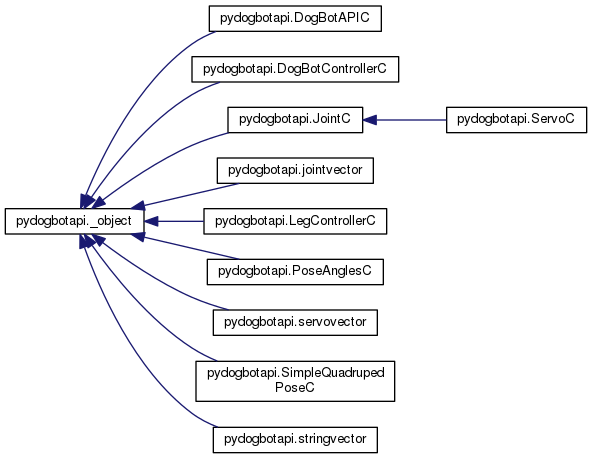 pydogbotapi.DogBotAPIC
pydogbotapi.DogBotControllerC
pydogbotapi.JointC
pydogbotapi.ServoC
pydogbotapi.jointvector
pydogbotapi._object
pydogbotapi.LegControllerC
pydogbotapi.PoseAnglesC
pydogbotapi.servovector
pydogbotapi.SimpleQuadruped
PoseC
pydogbotapi.stringvector